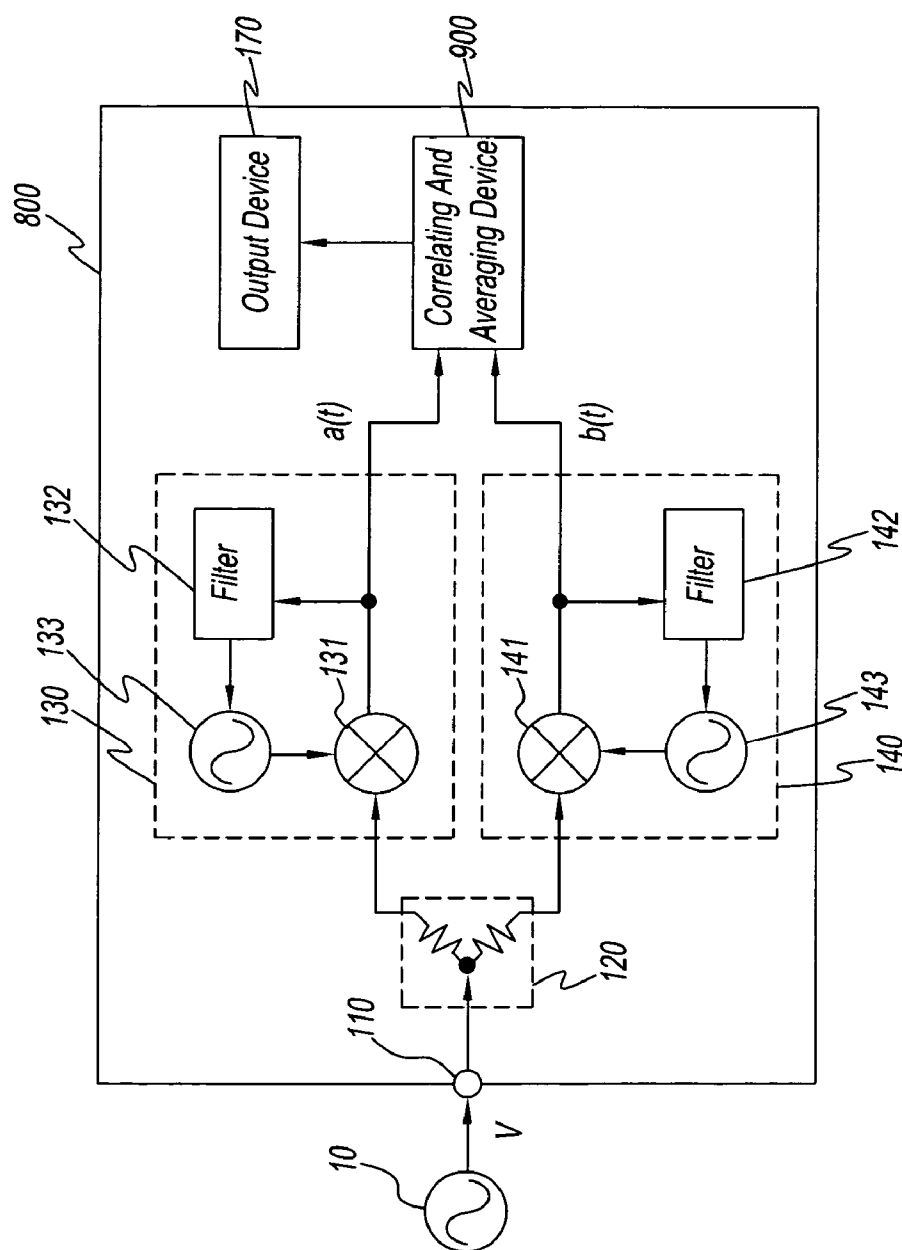 800
170
Output Device
900
Correlating And
Averaging Device
a(t)
b(t)
132
Filter
133
130
131
141
Filter
142
143
140
120
110
V
10